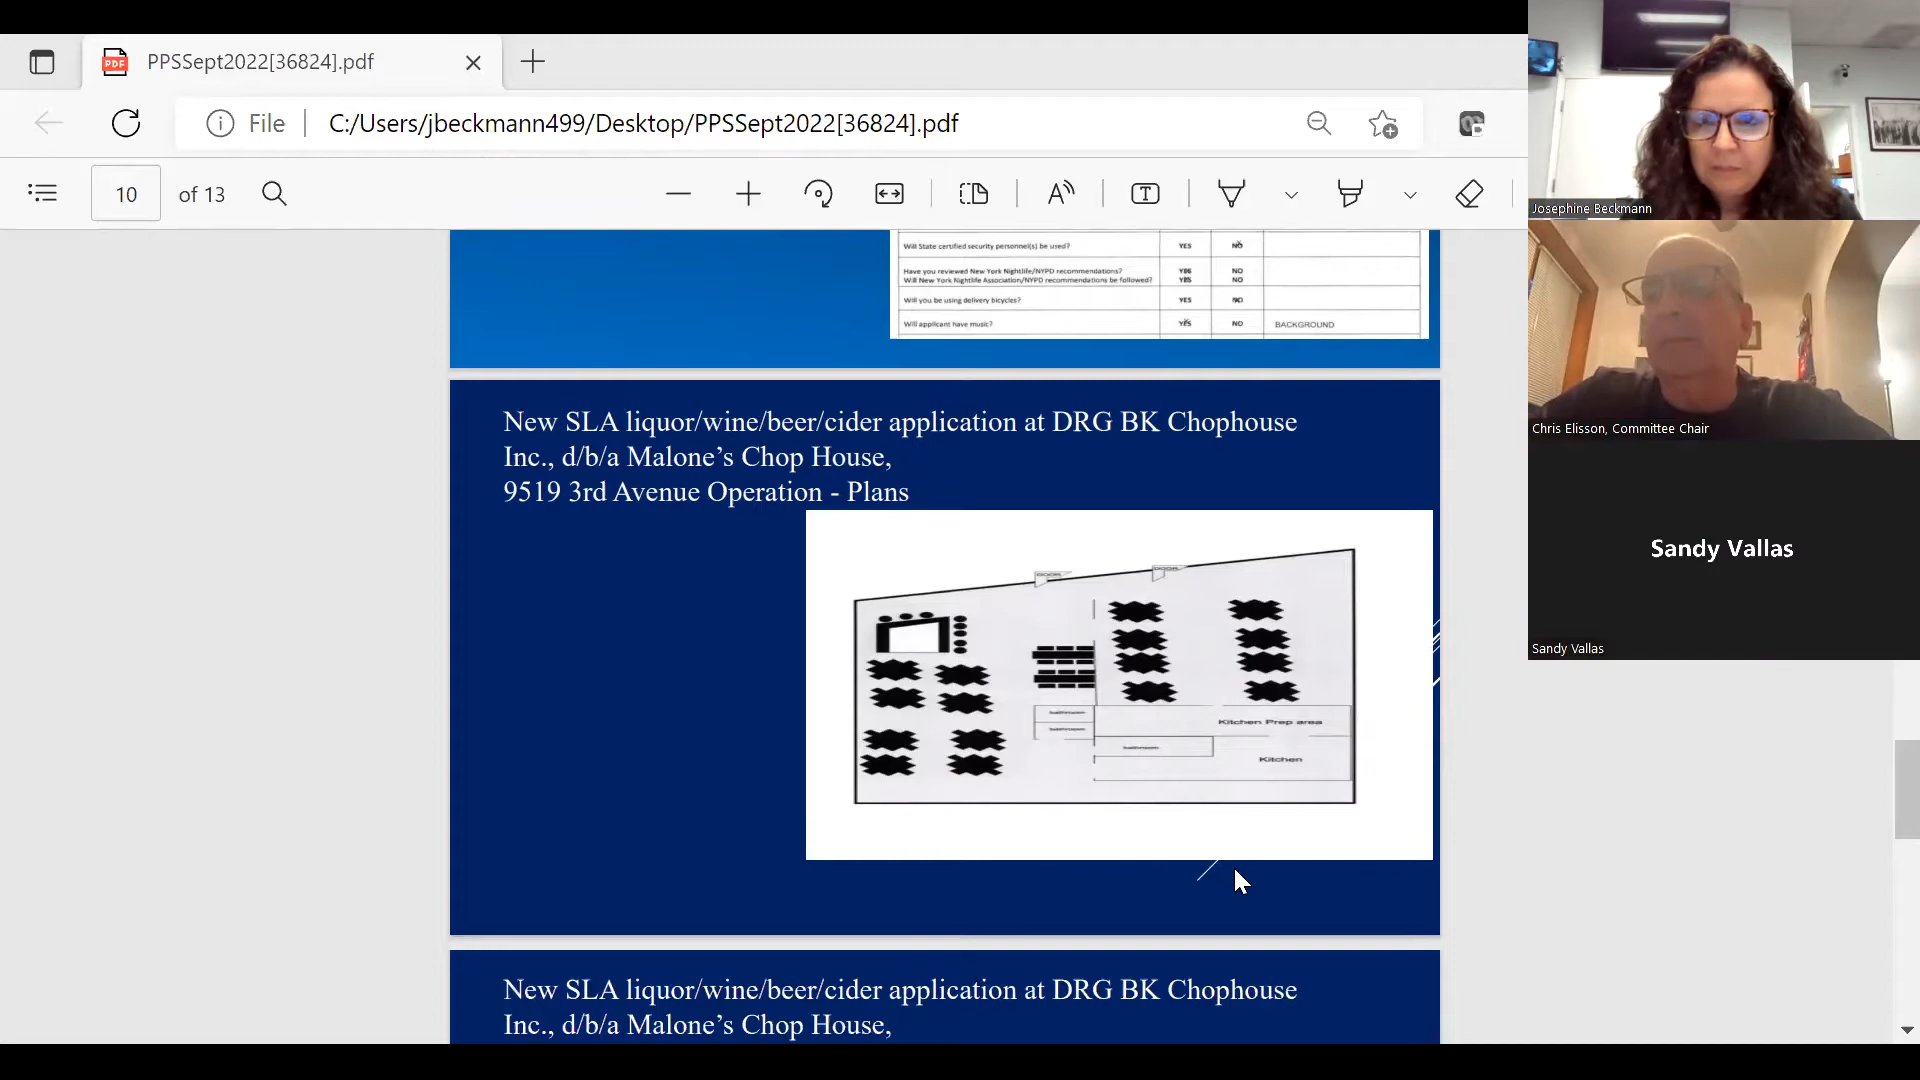 PPSSept2022[36824].pdf
File
C:/Users/jbeckmann499/Desktop/PPSSept2022[36824].pdf
10 of 13
Will State certified security personnel(s) be used? YES NO
Have you reviewed New York Nightlife/NYPD recommendations? YES NO
Will New York Nightlife Association/NYPD recommendations be followed? YES NO
Will you be using delivery bicycles? YES NO
Will applicant have music? YES NO BACKGROUND
New SLA liquor/wine/beer/cider application at DRG BK Chophouse
Inc., d/b/a Malone’s Chop House,
9519 3rd Avenue Operation - Plans
DOOR
DOOR
bathroom
bathroom
Kitchen Prep area
bathroom
Kitchen
New SLA liquor/wine/beer/cider application at DRG BK Chophouse
Inc., d/b/a Malone’s Chop House,
Josephine Beckmann
Chris Elisson, Committee Chair
Sandy Vallas
Sandy Vallas